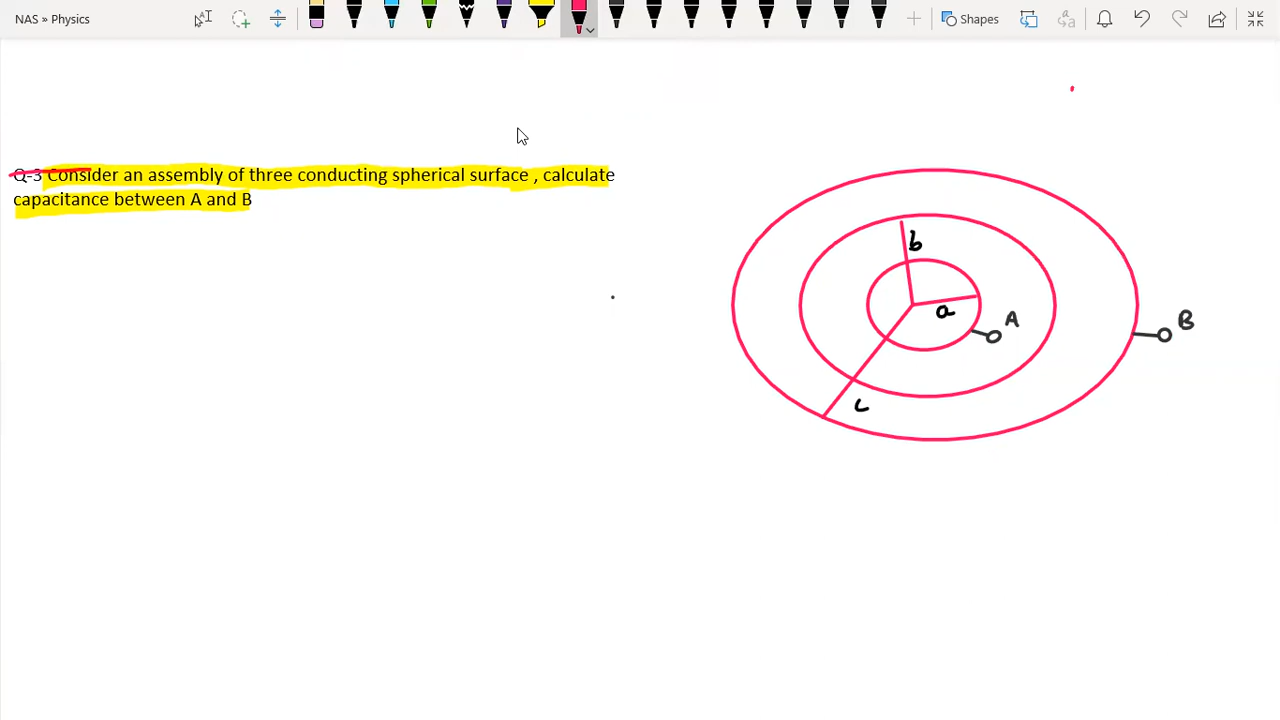 NAS » Physics
Shapes
Q-3 Consider an assembly of three conducting spherical surface , calculate
capacitance between A and B
b
a
A
B
c